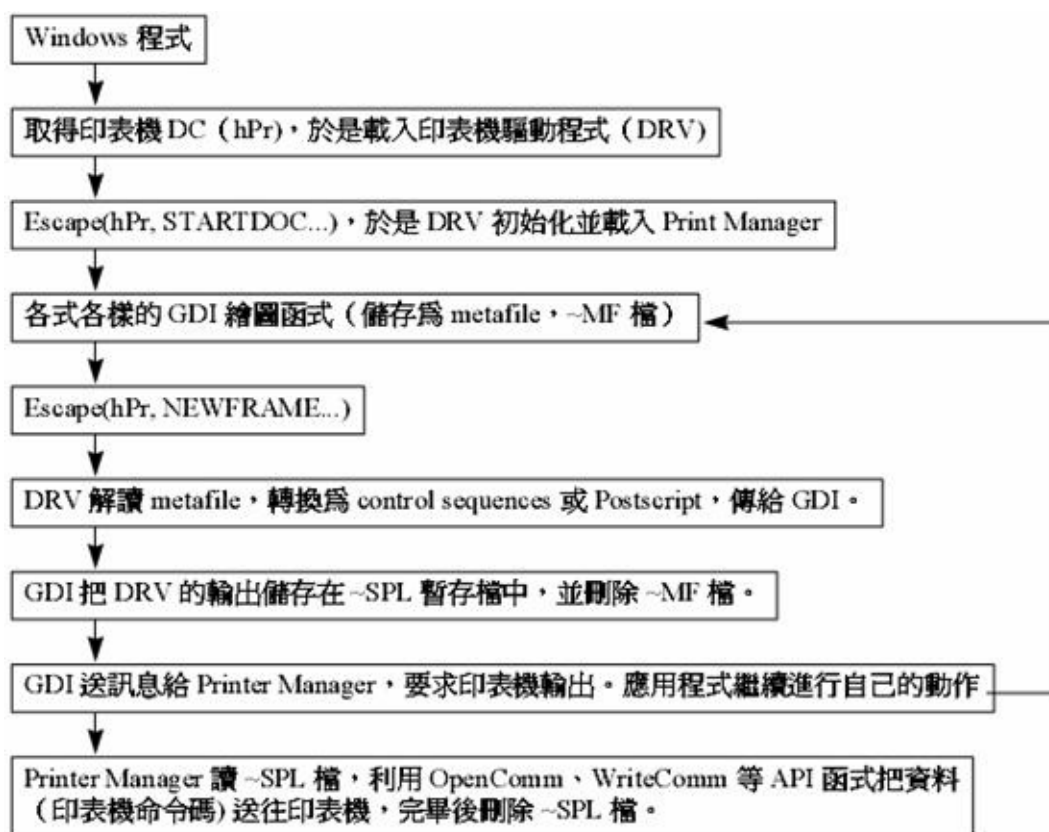 Windows 程式
取得印表機 DC（hPr），於是載入印表機驅動程式（DRV）
Escape(hPr, STARTDOC...)，於是 DRV 初始化並載入 Print Manager
各式各樣的 GDI 繪圖函式（儲存為 metafile，~MF 檔）
Escape(hPr, NEWFRAME...)
DRV 解讀 metafile，轉換為 control sequences 或 Postscript，傳給 GDI。
GDI 把 DRV 的輸出儲存在 ~SPL 暫存檔中，並刪除 ~MF 檔。
GDI 送訊息給 Printer Manager，要求印表機輸出。應用程式繼續進行自己的動作
Printer Manager 讀 ~SPL 檔，利用 OpenComm、WriteComm 等 API 函式把資料
（印表機命令碼) 送往印表機，完畢後刪除 ~SPL 檔。